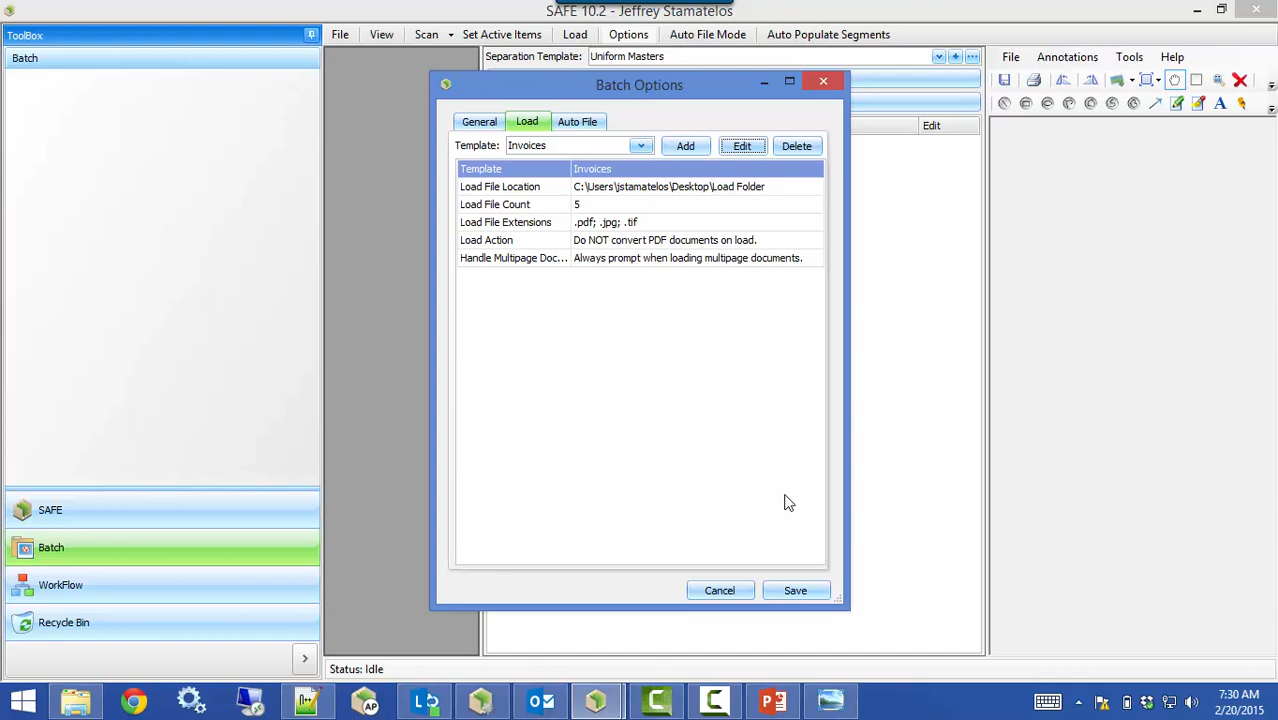 SAFE 10.2 - Jeffrey Stamatelos
ToolBox
File View Scan Set Active Items Load Options Auto File Mode Auto Populate Segments
Batch
Separation Template: Uniform Masters
File Annotations Tools Help
Batch Options
General Load Auto File
Edit
Template: Invoices Add Edit Delete
Template Invoices
Load File Location C:\Users\jstamatelos\Desktop\Load Folder
Load File Count 5
Load File Extensions .pdf; .jpg; .tif
Load Action Do NOT convert PDF documents on load.
Handle Multipage Doc... Always prompt when loading multipage documents.
SAFE
Batch
WorkFlow
Recycle Bin
Cancel Save
Status: Idle
7:30 AM
2/20/2015